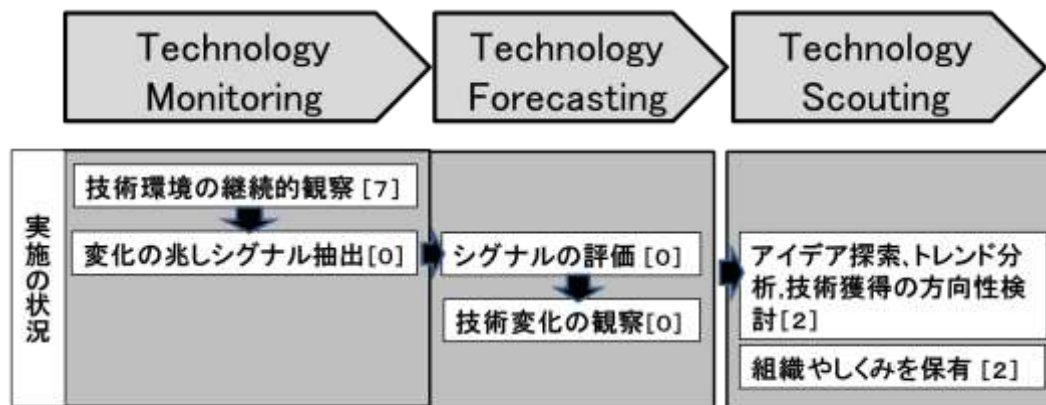 Technology
Monitoring
Technology
Forecasting
Technology
Scouting
実施の状況
技術環境の継続的観察 [7]
変化の兆しシグナル抽出[0]
シグナルの評価 [0]
技術変化の観察[0]
アイデア探索、トレンド分
析,技術獲得の方向性検
討[2]
組織やしくみを保有 [2]